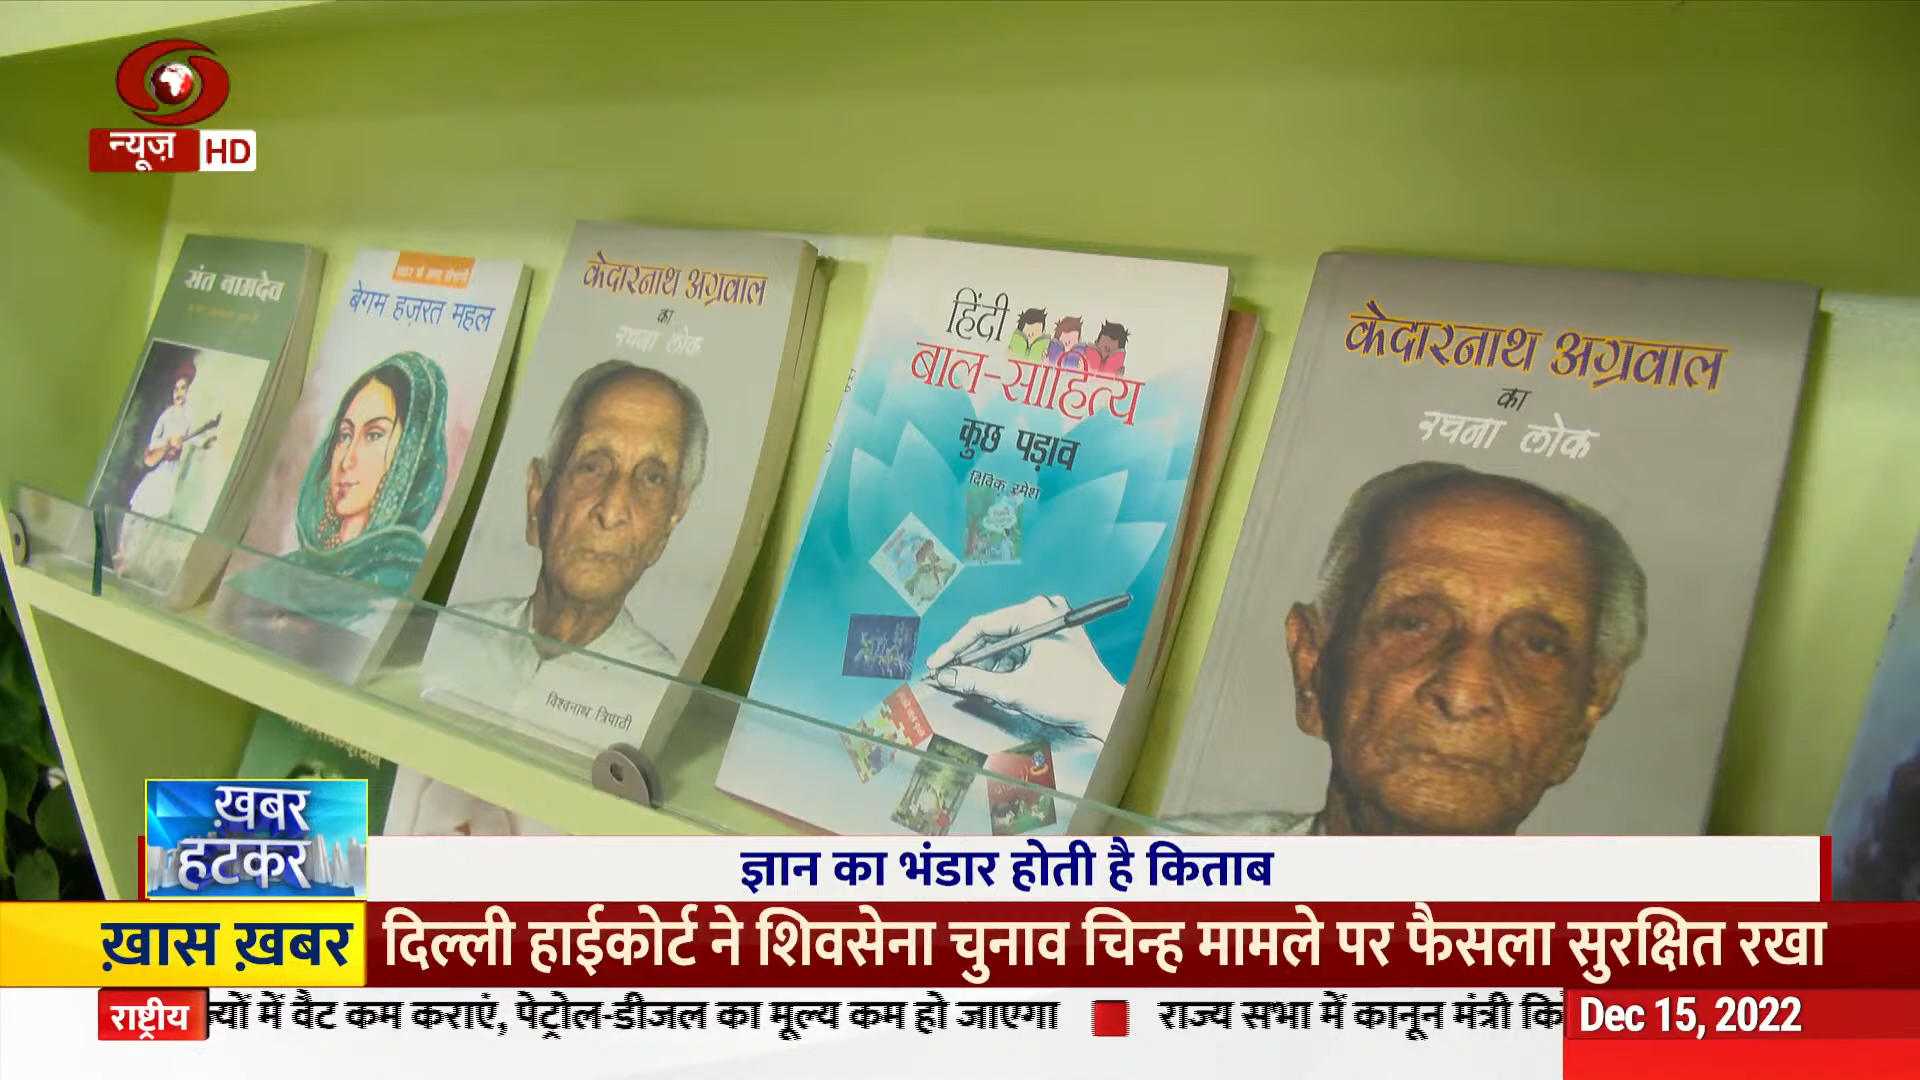 न्यूज़ HD
संत नामदेव
बेगम हज़रत महल
केदारनाथ अग्रवाल
का
रचना लोक
विश्वनाथ त्रिपाठी
हिंदी
बाल-साहित्य
कुछ पड़ाव
दिविक रमेश
केदारनाथ अग्रवाल
का
रचना लोक
ख़बर
हटकर
ज्ञान का भंडार होती है किताब
ख़ास ख़बर
दिल्ली हाईकोर्ट ने शिवसेना चुनाव चिन्ह मामले पर फैसला सुरक्षित रखा
राष्ट्रीय
में वैट कम कराएं, पेट्रोल-डीजल का मूल्य कम हो जाएगा
राज्य सभा में कानून मंत्री कि
Dec 15, 2022